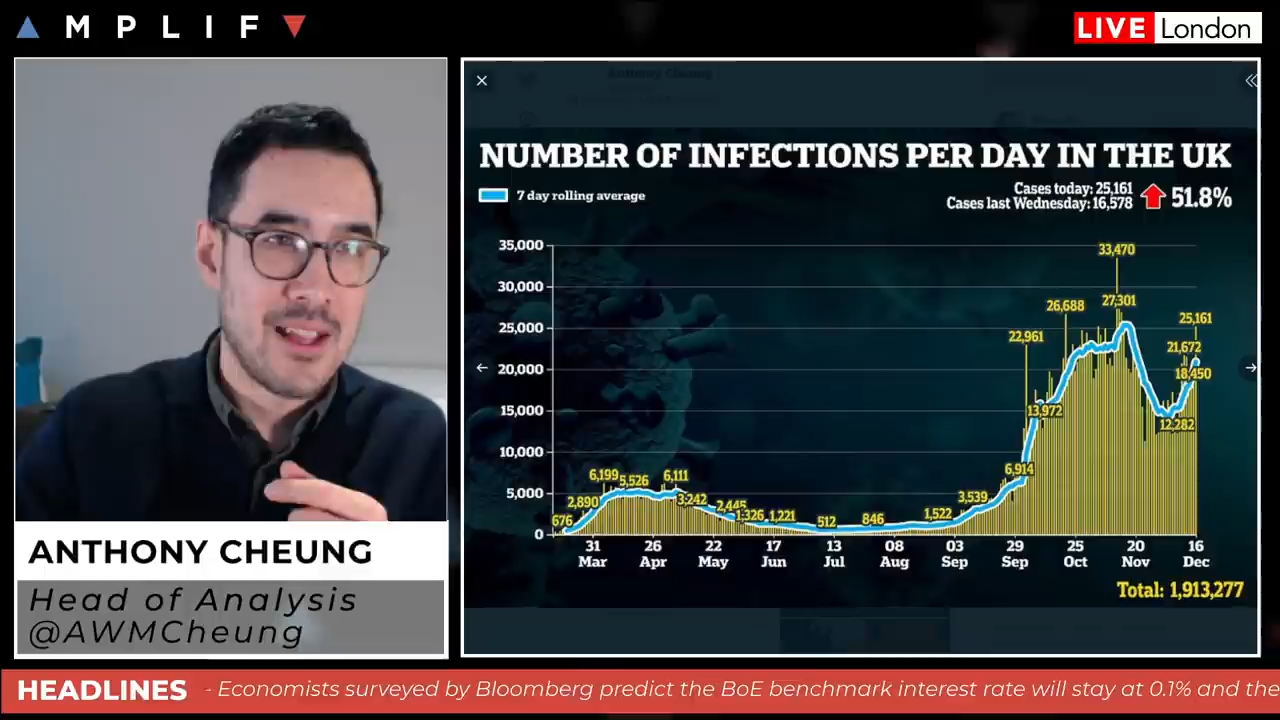 AMPLIFY
LIVE London
Anthony Cheung
NUMBER OF INFECTIONS PER DAY IN THE UK
7 day rolling average
Cases today: 25,161
Cases last Wednesday: 16,578
51.8%
35,000
30,000
25,000
20,000
15,000
10,000
5,000
0
676
2,890
6,199
5,526
6,111
3,242
2,445
1,326
1,221
512
846
1,522
3,539
6,914
22,961
13,972
26,688
33,470
27,301
12,282
21,672
18,450
25,161
31 Mar
26 Apr
22 May
17 Jun
13 Jul
08 Aug
03 Sep
29 Sep
25 Oct
20 Nov
16 Dec
Total: 1,913,277
ANTHONY CHEUNG
Head of Analysis
@AWMCheung
HEADLINES - Economists surveyed by Bloomberg predict the BoE benchmark interest rate will stay at 0.1% and the